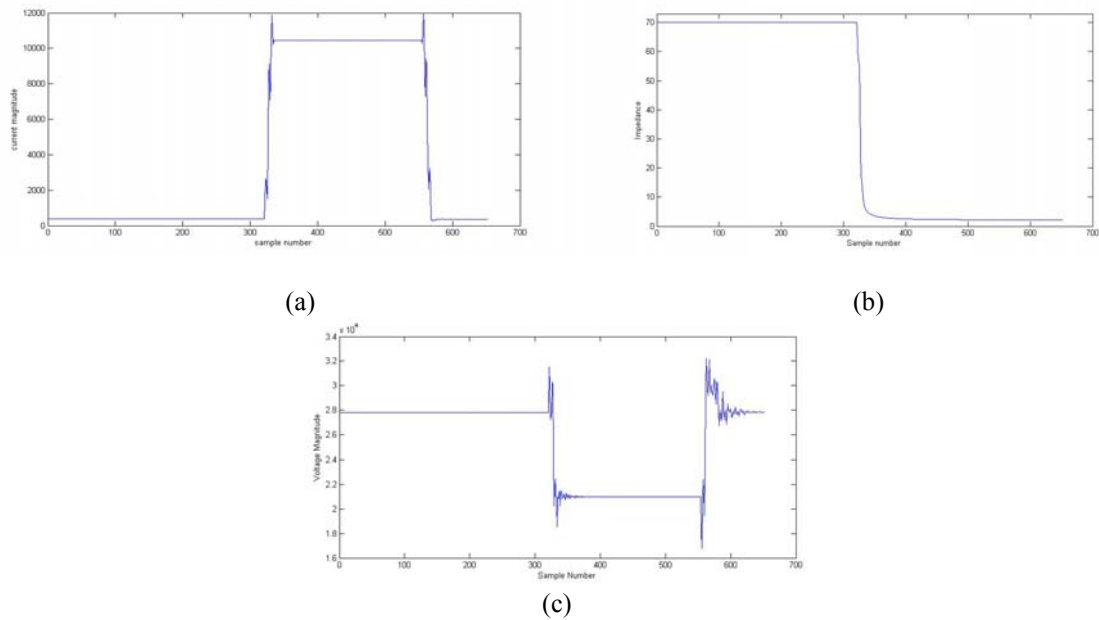 12000
10000
8000
6000
4000
2000
0
current magnitude
0 100 200 300 400 500 600 700
sample number
(a)
70
60
50
40
30
20
10
0
Impedance
0 100 200 300 400 500 600 700
Sample number
(b)
x 10^4
3.4
3.2
3
2.8
2.6
2.4
2.2
2
1.8
1.6
Voltage Magnitude
0 100 200 300 400 500 600 700
Sample Number
(c)